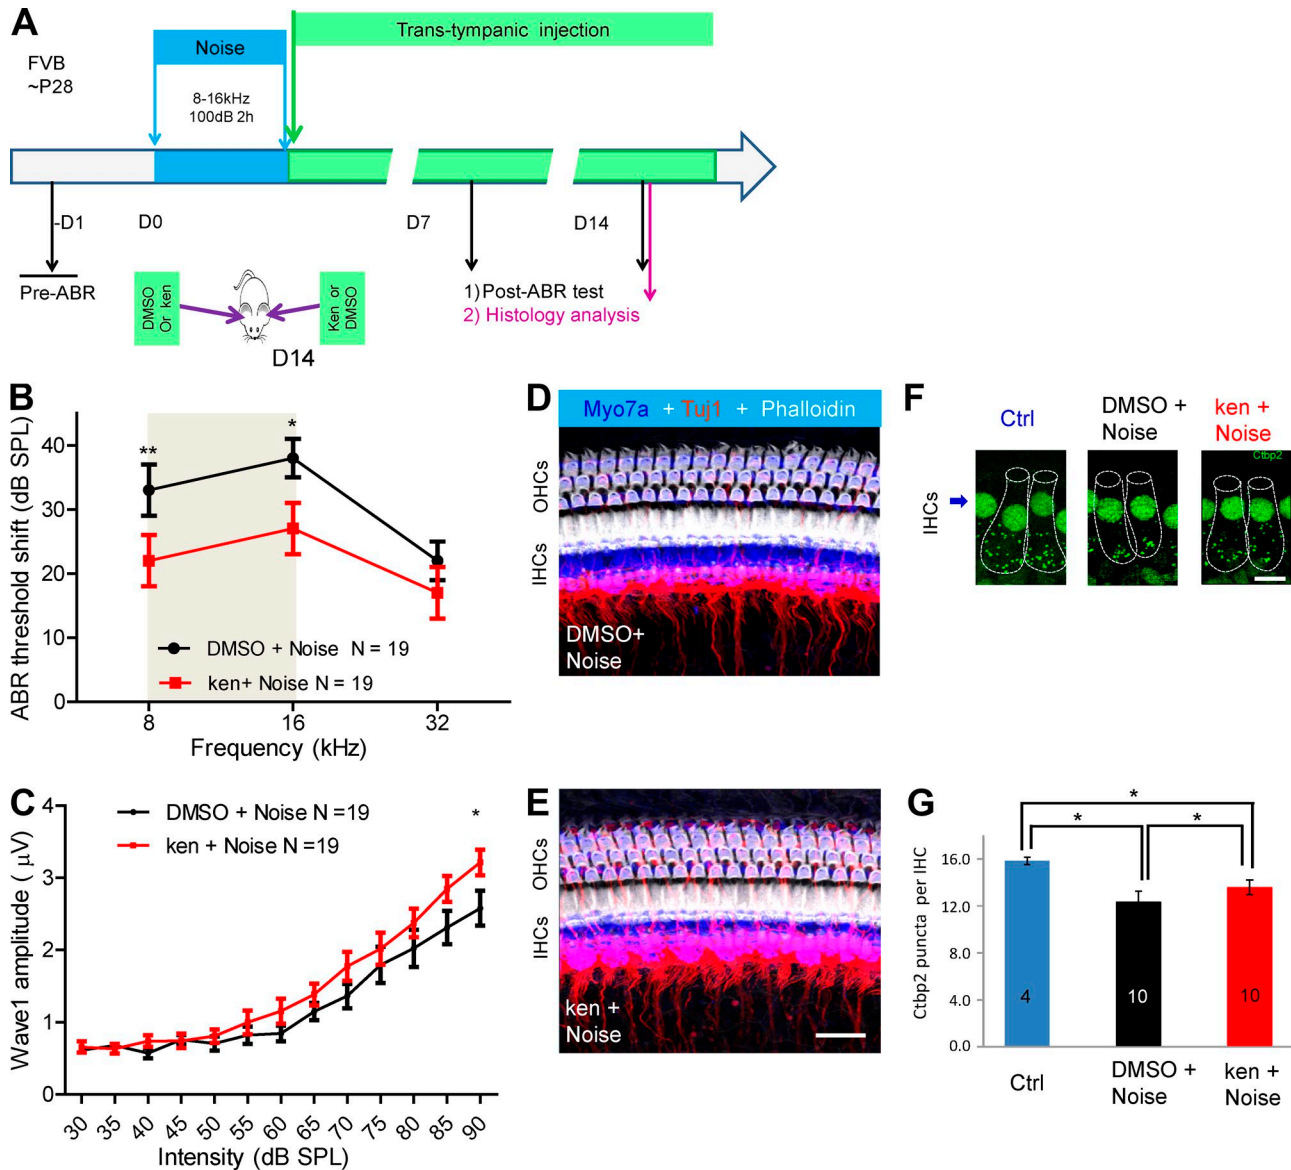 A
Trans-tympanic injection
Noise
FVB
~P28
8-16kHz
100dB 2h
-D1
D0
D7
D14
Pre-ABR
DMSO
Or ken
Ken or
DMSO
1) Post-ABR test
2) Histology analysis
D14
B
ABR threshold shift (dB SPL)
40
30
20
10
0
**
*
DMSO + Noise N = 19
ken+ Noise N = 19
8
16
32
Frequency (kHz)
C
Wave1 amplitude ( μV)
4
3
2
1
0
DMSO + Noise N =19
ken + Noise N =19
*
30
35
40
45
50
55
60
65
70
75
80
85
90
Intensity (dB SPL)
D
Myo7a + Tuj1 + Phalloidin
OHCs
IHCs
DMSO+
Noise
E
OHCs
IHCs
ken +
Noise
F
Ctrl
DMSO +
Noise
ken +
Noise
Ctbp2
IHCs
G
Ctbp2 puncta per IHC
16.0
12.0
8.0
4.0
0.0
*
*
*
4
10
10
Ctrl
DMSO +
Noise
ken +
Noise